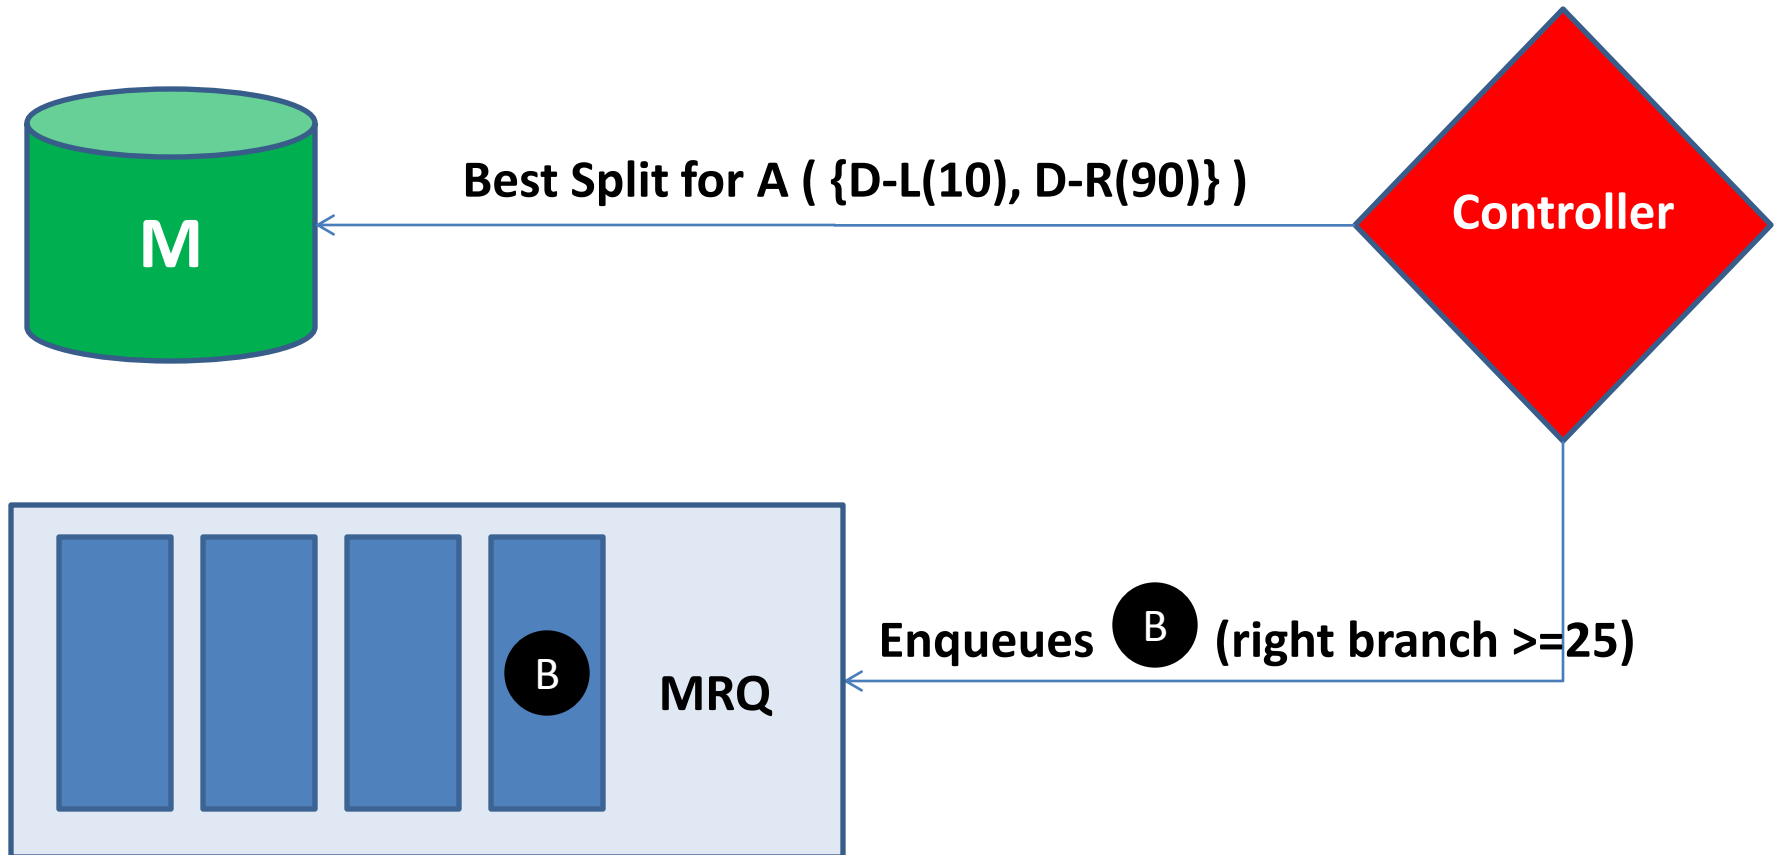 Best Split for A ( {D-L(10), D-R(90)} )
Controller
M
Enqueues B (right branch >=25)
B
MRQ